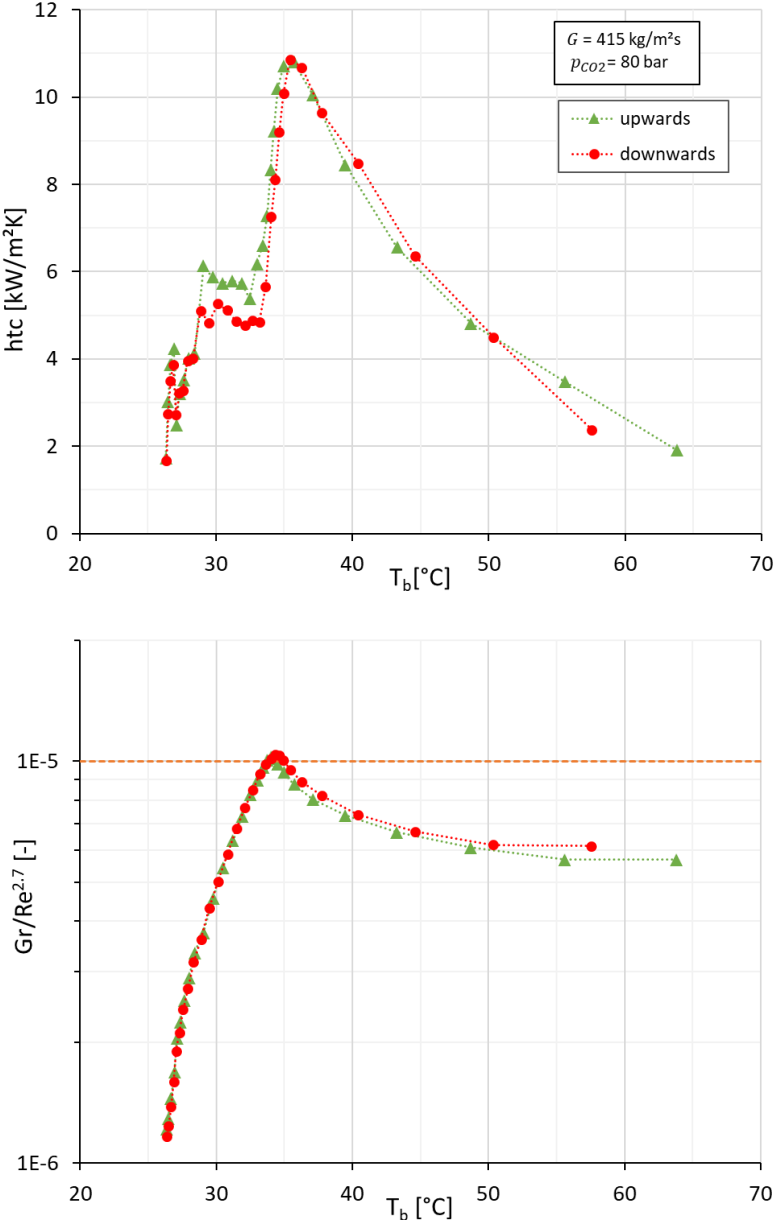 12
10
8
6
4
2
0
htc [kW/m²K]
G = 415 kg/m²s
p_CO2 = 80 bar
upwards
downwards
20 30 40 50 60 70
T_b[°C]
1E-5
1E-6
Gr/Re^2.7 [-]
20 30 40 50 60 70
T_b [°C]